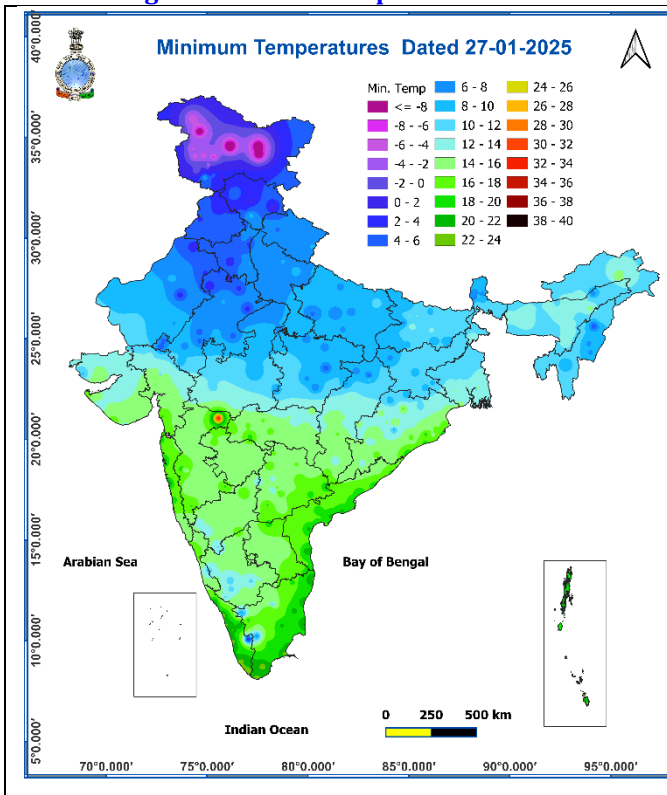 Minimum Temperatures Dated 27-01-2025
Min. Temp
<= -8
-8 - -6
-6 - -4
-4 - -2
-2 - 0
0 - 2
2 - 4
4 - 6
6 - 8
8 - 10
10 - 12
12 - 14
14 - 16
16 - 18
18 - 20
20 - 22
22 - 24
24 - 26
26 - 28
28 - 30
30 - 32
32 - 34
34 - 36
36 - 38
38 - 40
40°0.000'
35°0.000'
30°0.000'
25°0.000'
20°0.000'
15°0.000'
10°0.000'
5°0.000'
Arabian Sea
Bay of Bengal
Indian Ocean
0 250 500 km
70°0.000' 75°0.000' 80°0.000' 85°0.000' 90°0.000' 95°0.000'